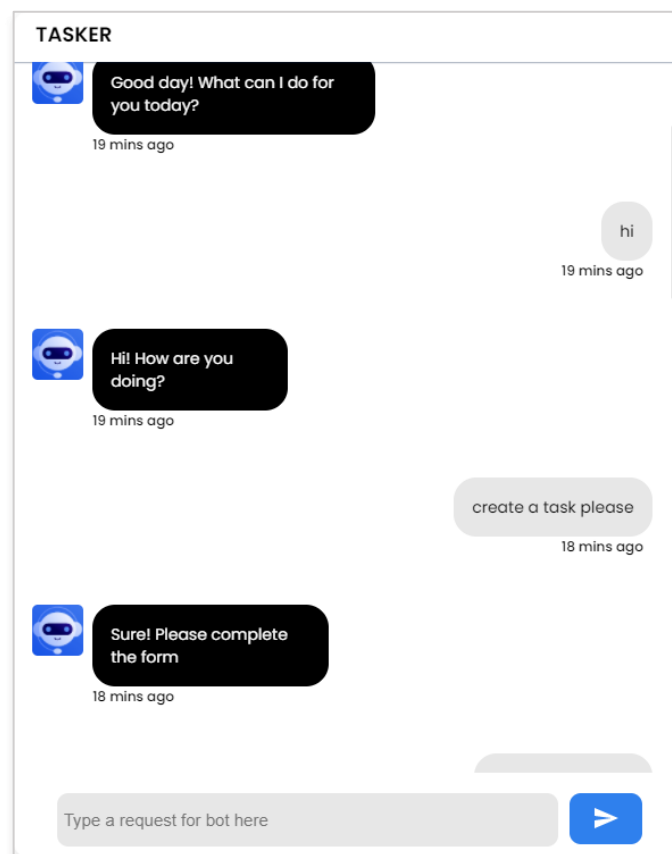 TASKER
Good day! What can I do for
you today?
19 mins ago
hi
19 mins ago
Hi! How are you
doing?
19 mins ago
create a task please
18 mins ago
Sure! Please complete
the form
18 mins ago
Type a request for bot here